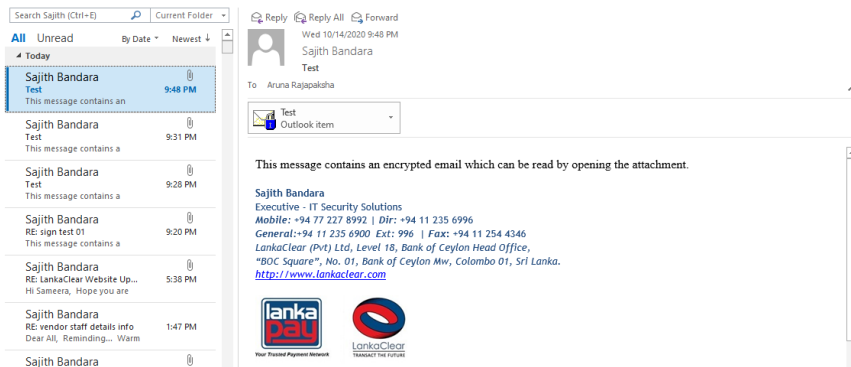 Search Sajith (Ctrl+E)
Current Folder
All Unread By Date Newest ↓
Today
Sajith Bandara
Test 9:48 PM
This message contains an
Sajith Bandara
Test 9:31 PM
This message contains a
Sajith Bandara
Test 9:28 PM
This message contains a
Sajith Bandara
RE: sign test 01 9:20 PM
This message contains a
Sajith Bandara
RE: LankaClear Website Up... 5:38 PM
Hi Sameera, Hope you are
Sajith Bandara
RE: vendor staff details info 1:47 PM
Dear All, Reminding... Warm
Sajith Bandara
Reply Reply All Forward
Wed 10/14/2020 9:48 PM
Sajith Bandara
Test
To Aruna Rajapaksha
Test
Outlook item
This message contains an encrypted email which can be read by opening the attachment.
Sajith Bandara
Executive - IT Security Solutions
Mobile: +94 77 227 8992 | Dir: +94 11 235 6996
General:+94 11 235 6900 Ext: 996 | Fax: +94 11 254 4346
LankaClear (Pvt) Ltd, Level 18, Bank of Ceylon Head Office,
"BOC Square", No. 01, Bank of Ceylon Mw, Colombo 01, Sri Lanka.
http://www.lankaclear.com
lanka
pay
Your Trusted Payment Network
LankaClear
TRANSACT THE FUTURE